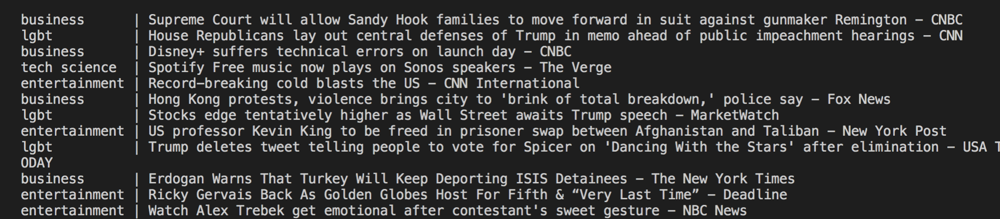 business | Supreme Court will allow Sandy Hook families to move forward in suit against gunmaker Remington – CNBC
lgbt | House Republicans lay out central defenses of Trump in memo ahead of public impeachment hearings – CNN
business | Disney+ suffers technical errors on launch day – CNBC
tech science | Spotify Free music now plays on Sonos speakers – The Verge
entertainment | Record-breaking cold blasts the US – CNN International
business | Hong Kong protests, violence brings city to 'brink of total breakdown,' police say – Fox News
lgbt | Stocks edge tentatively higher as Wall Street awaits Trump speech – MarketWatch
entertainment | US professor Kevin King to be freed in prisoner swap between Afghanistan and Taliban – New York Post
lgbt | Trump deletes tweet telling people to vote for Spicer on 'Dancing With the Stars' after elimination – USA T
ODAY
business | Erdogan Warns That Turkey Will Keep Deporting ISIS Detainees – The New York Times
entertainment | Ricky Gervais Back As Golden Globes Host For Fifth & “Very Last Time” – Deadline
entertainment | Watch Alex Trebek get emotional after contestant's sweet gesture – NBC News